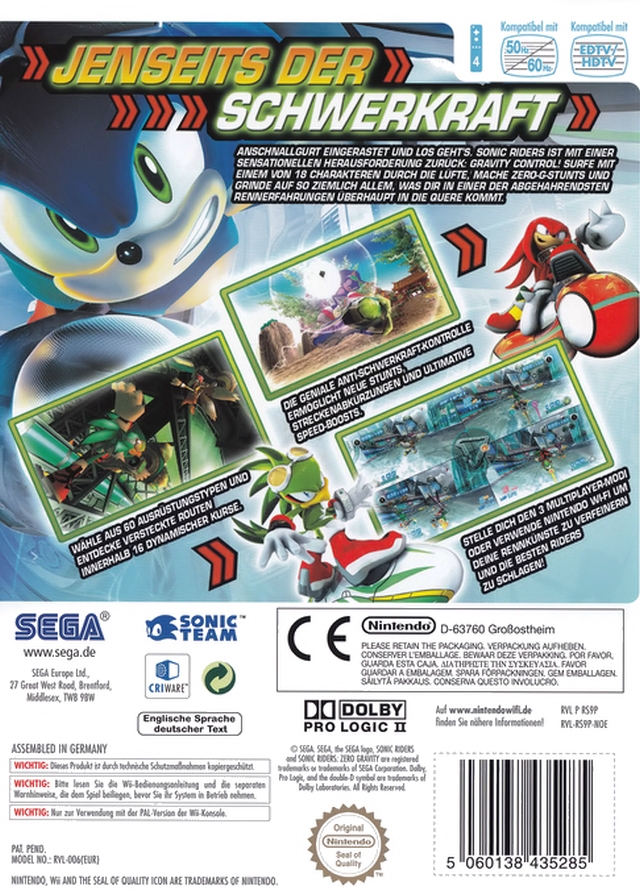 JENSEITS DER
SCHWERKRAFT
Kompatibel mit
50Hz
60Hz
Kompatibel mit
EDTV/
HDTV
4
ANSCHNALLGURT EINGERASTET UND LOS GEHT'S. SONIC RIDERS IST MIT EINER
SENSATIONELLEN HERAUSFORDERUNG ZURÜCK: GRAVITY CONTROL! SURFE MIT
EINEM VON 18 CHARAKTEREN DURCH DIE LÜFTE, MACHE ZERO-G-STUNTS UND
GRINDE AUF SO ZIEMLICH ALLEM, WAS DIR IN EINER DER ABGEHAHRENDSTEN
RENNERFAHRUNGEN ÜBERHAUPT IN DIE QUERE KOMMT.
DIE GENIALE ANTI-SCHWERKRAFT-KONTROLLE
ERMÖGLICHT NEUE STUNTS,
STRECKENABKÜRZUNGEN UND ULTIMATIVE
SPEED-BOOSTS.
WÄHLE AUS 60 AUSRÜSTUNGSTYPEN UND
ENTDECKE VERSTECKTE ROUTEN
INNERHALB 16 DYNAMISCHER KURSE.
STELLE DICH DEN 3 MULTIPLAYER-MODI
ODER VERWENDE NINTENDO WI-FI UM
DEINE RENNKÜNSTE ZU VERFEINERN
UND DIE BESTEN RIDERS
ZU SCHLAGEN!
SEGA®
www.sega.de
SEGA Europe Ltd.,
27 Great West Road, Brentford,
Middlesex, TW8 9BW
SONIC
TEAM™
CRIWARE™
Englische Sprache
deutscher Text
CE
Nintendo® D-63760 Großostheim
PLEASE RETAIN THE PACKAGING. VERPACKUNG AUFHEBEN.
CONSERVER L'EMBALLAGE. BEWAAR DEZE VERPAKKING. POR FAVOR,
GUARDA ESTA CAJA. ΔΙΑΤΗΡΗΣΤΕ ΤΗΝ ΣΥΣΚΕΥΑΣΙΑ. FAVOR
GUARDAR A EMBALAGEM. SPARA FÖRPACKNINGEN. GEM EMBALLAGEN.
SÄILYTÄ PAKKAUS. CONSERVA QUESTO INVOLUCRO.
DOLBY
PRO LOGIC II
Auf www.nintendowifi.de
finden Sie nähere Informationen!
RVL P RS9P
RVL-RS9P-NOE
ASSEMBLED IN GERMANY
WICHTIG: Dieses Produkt ist durch technische Schutzmaßnahmen kopiergeschützt.
WICHTIG: Bitte lesen Sie die Wii-Bedienungsanleitung und die separaten
Warnhinweise, die dem Spiel beiliegen, bevor Sie ihr System in Betrieb nehmen.
WICHTIG: Nur zur Verwendung mit der PAL-Version der Wii-Konsole.
© SEGA. SEGA, the SEGA logo, SONIC RIDERS
and SONIC RIDERS: ZERO GRAVITY are registered
trademarks or trademarks of SEGA Corporation. Dolby,
Pro Logic, and the double-D symbol are trademarks of
Dolby Laboratories. All Rights Reserved.
PAT. PEND.
MODEL NO.: RVL-006(EUR)
NINTENDO, Wii AND THE SEAL OF QUALITY ICON ARE TRADEMARKS OF NINTENDO.
Original
Nintendo®
Seal of
Quality
TM
5 060138 435285